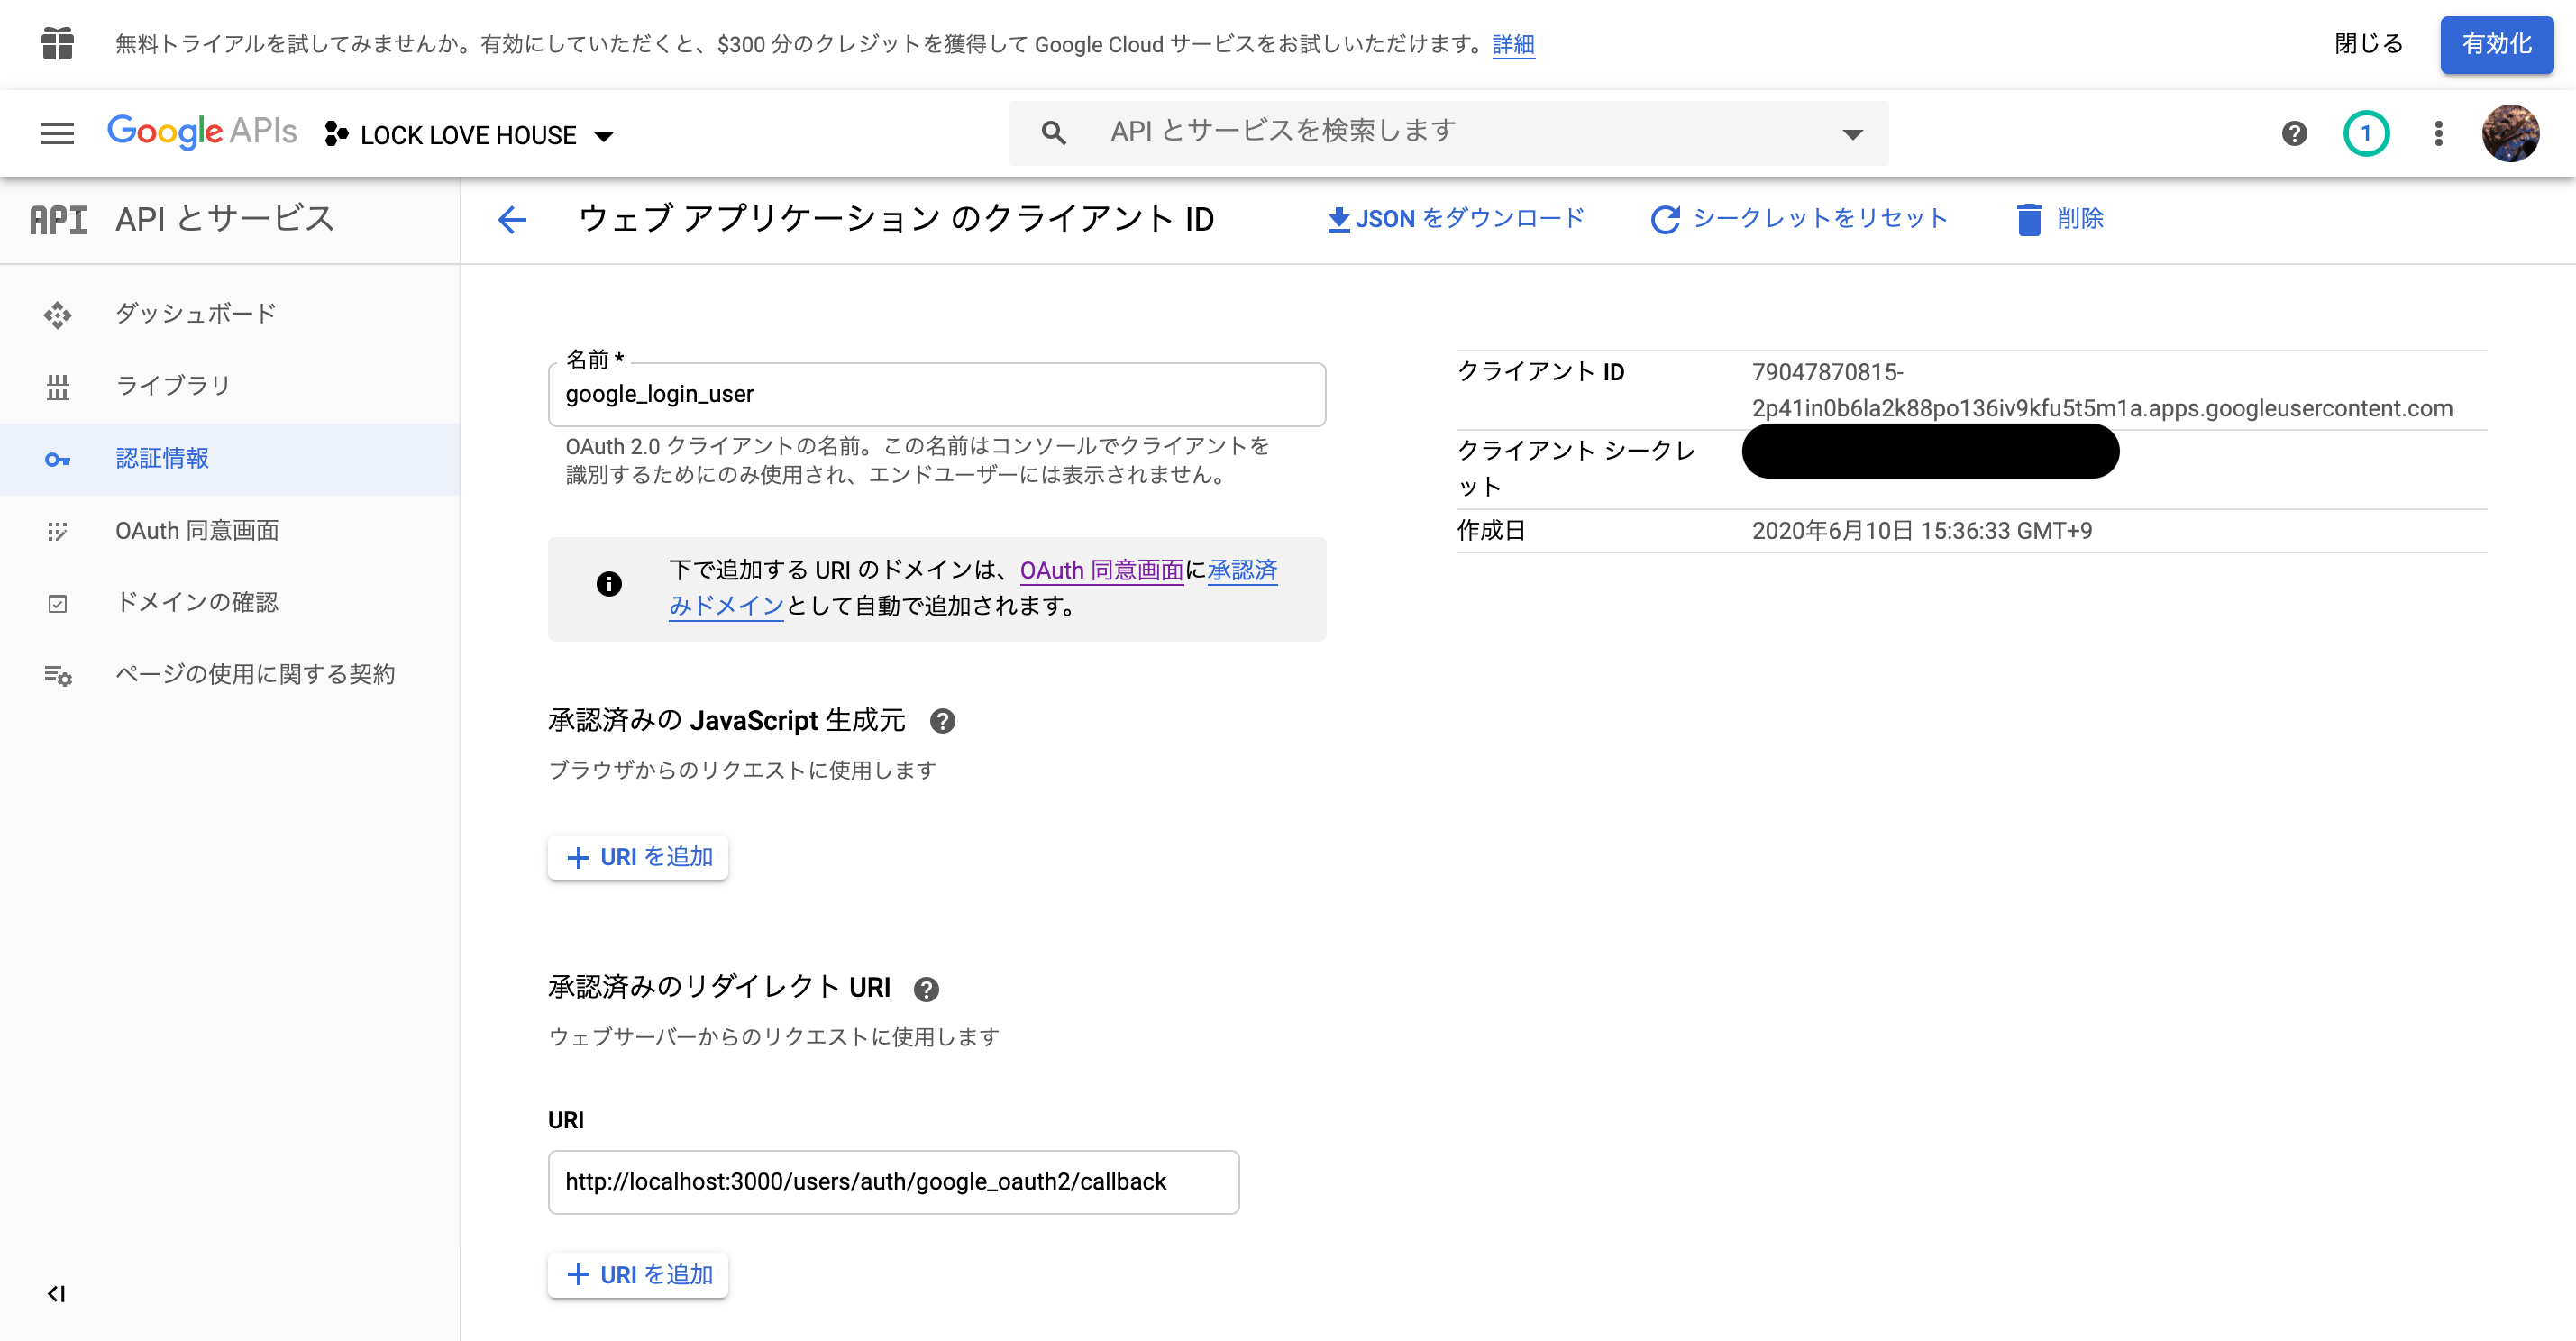 無料トライアルを試してみませんか。有効にしていただくと、$300 分のクレジットを獲得して Google Cloud サービスをお試しいただけます。詳細
閉じる
有効化
Google APIs
LOCK LOVE HOUSE
API とサービスを検索します
1
API API とサービス
ウェブ アプリケーション のクライアント ID
JSON をダウンロード
シークレットをリセット
削除
ダッシュボード
ライブラリ
認証情報
OAuth 同意画面
ドメインの確認
ページの使用に関する契約
名前 *
google_login_user
OAuth 2.0 クライアントの名前。この名前はコンソールでクライアントを
識別するためにのみ使用され、エンドユーザーには表示されません。
下で追加する URI のドメインは、OAuth 同意画面に承認済
みドメインとして自動で追加されます。
承認済みの JavaScript 生成元
ブラウザからのリクエストに使用します
URI を追加
承認済みのリダイレクト URI
ウェブサーバーからのリクエストに使用します
URI
http://localhost:3000/users/auth/google_oauth2/callback
URI を追加
クライアント ID
79047870815-
2p41in0b6la2k88po136iv9kfu5t5m1a.apps.googleusercontent.com
クライアント シークレ
ット
作成日
2020年6月10日 15:36:33 GMT+9